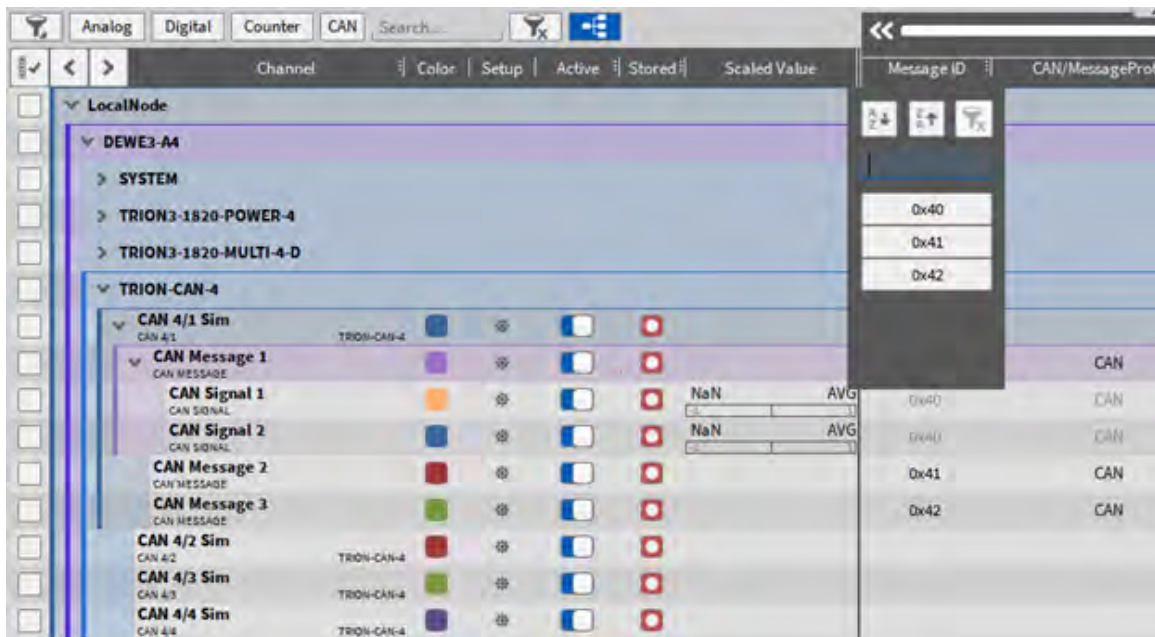 Analog Digital Counter CAN Search...
Channel Color Setup Active Stored Scaled Value Message ID CAN/MessageProt
LocalNode
DEWE3-A4
SYSTEM
TRION3-1820-POWER-4
0x40
TRION3-1820-MULTI-4-D
0x41
0x42
TRION-CAN-4
CAN 4/1 Sim
CAN 4/1 TRION-CAN-4
CAN Message 1 CAN
CAN MESSAGE
CAN Signal 1 NaN AVG 0x40 CAN
CAN SIGNAL
CAN Signal 2 NaN AVG 0x40 CAN
CAN SIGNAL
CAN Message 2 0x41 CAN
CAN MESSAGE
CAN Message 3 0x42 CAN
CAN MESSAGE
CAN 4/2 Sim
CAN 4/2 TRION-CAN-4
CAN 4/3 Sim
CAN 4/3 TRION-CAN-4
CAN 4/4 Sim
CAN 4/4 TRION-CAN-4